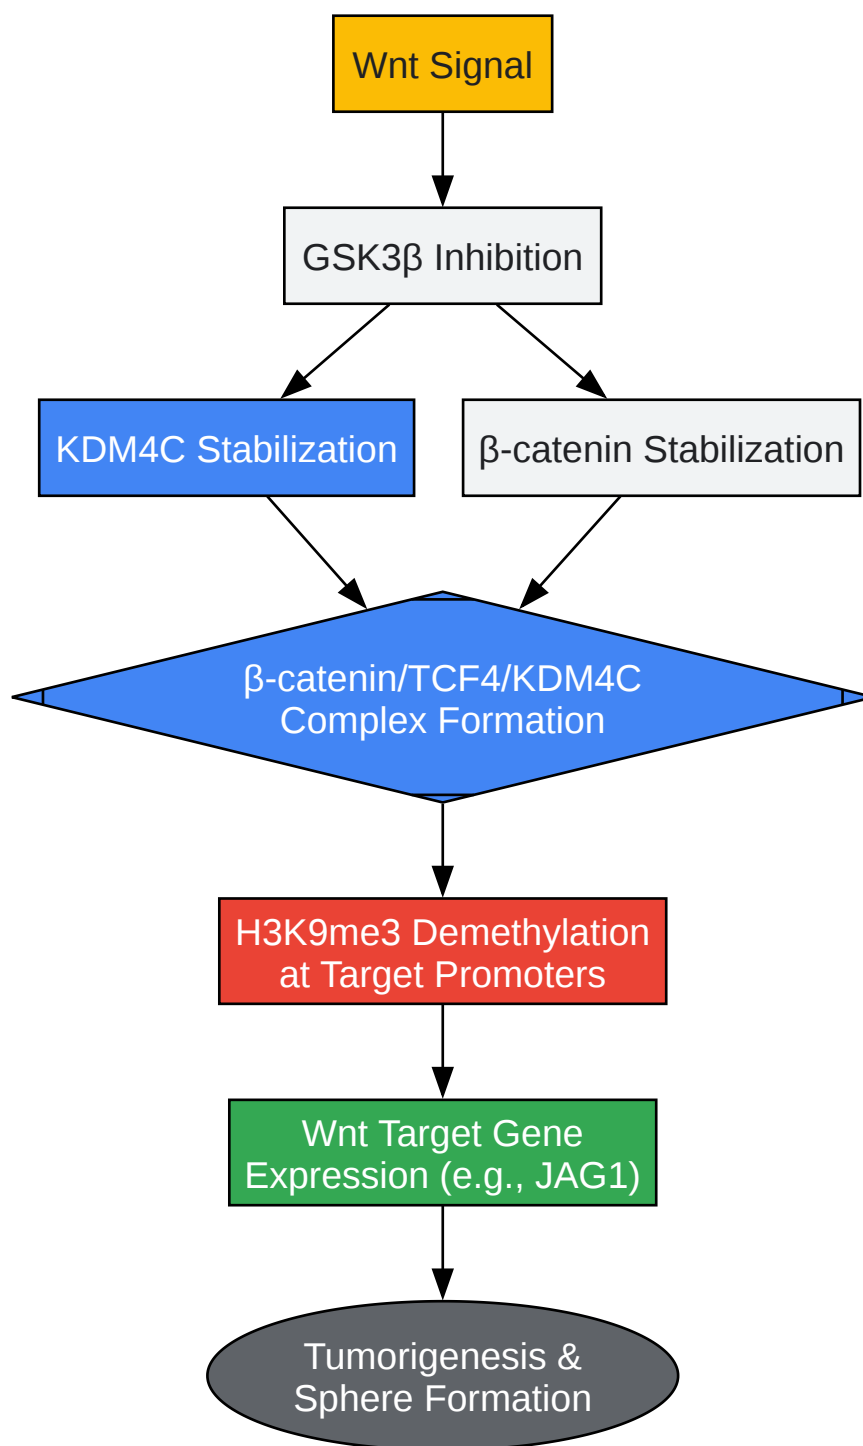 Wnt Signal
GSK3β Inhibition
KDM4C Stabilization
β-catenin Stabilization
β-catenin/TCF4/KDM4C
Complex Formation
H3K9me3 Demethylation
at Target Promoters
Wnt Target Gene
Expression (e.g., JAG1)
Tumorigenesis &
Sphere Formation